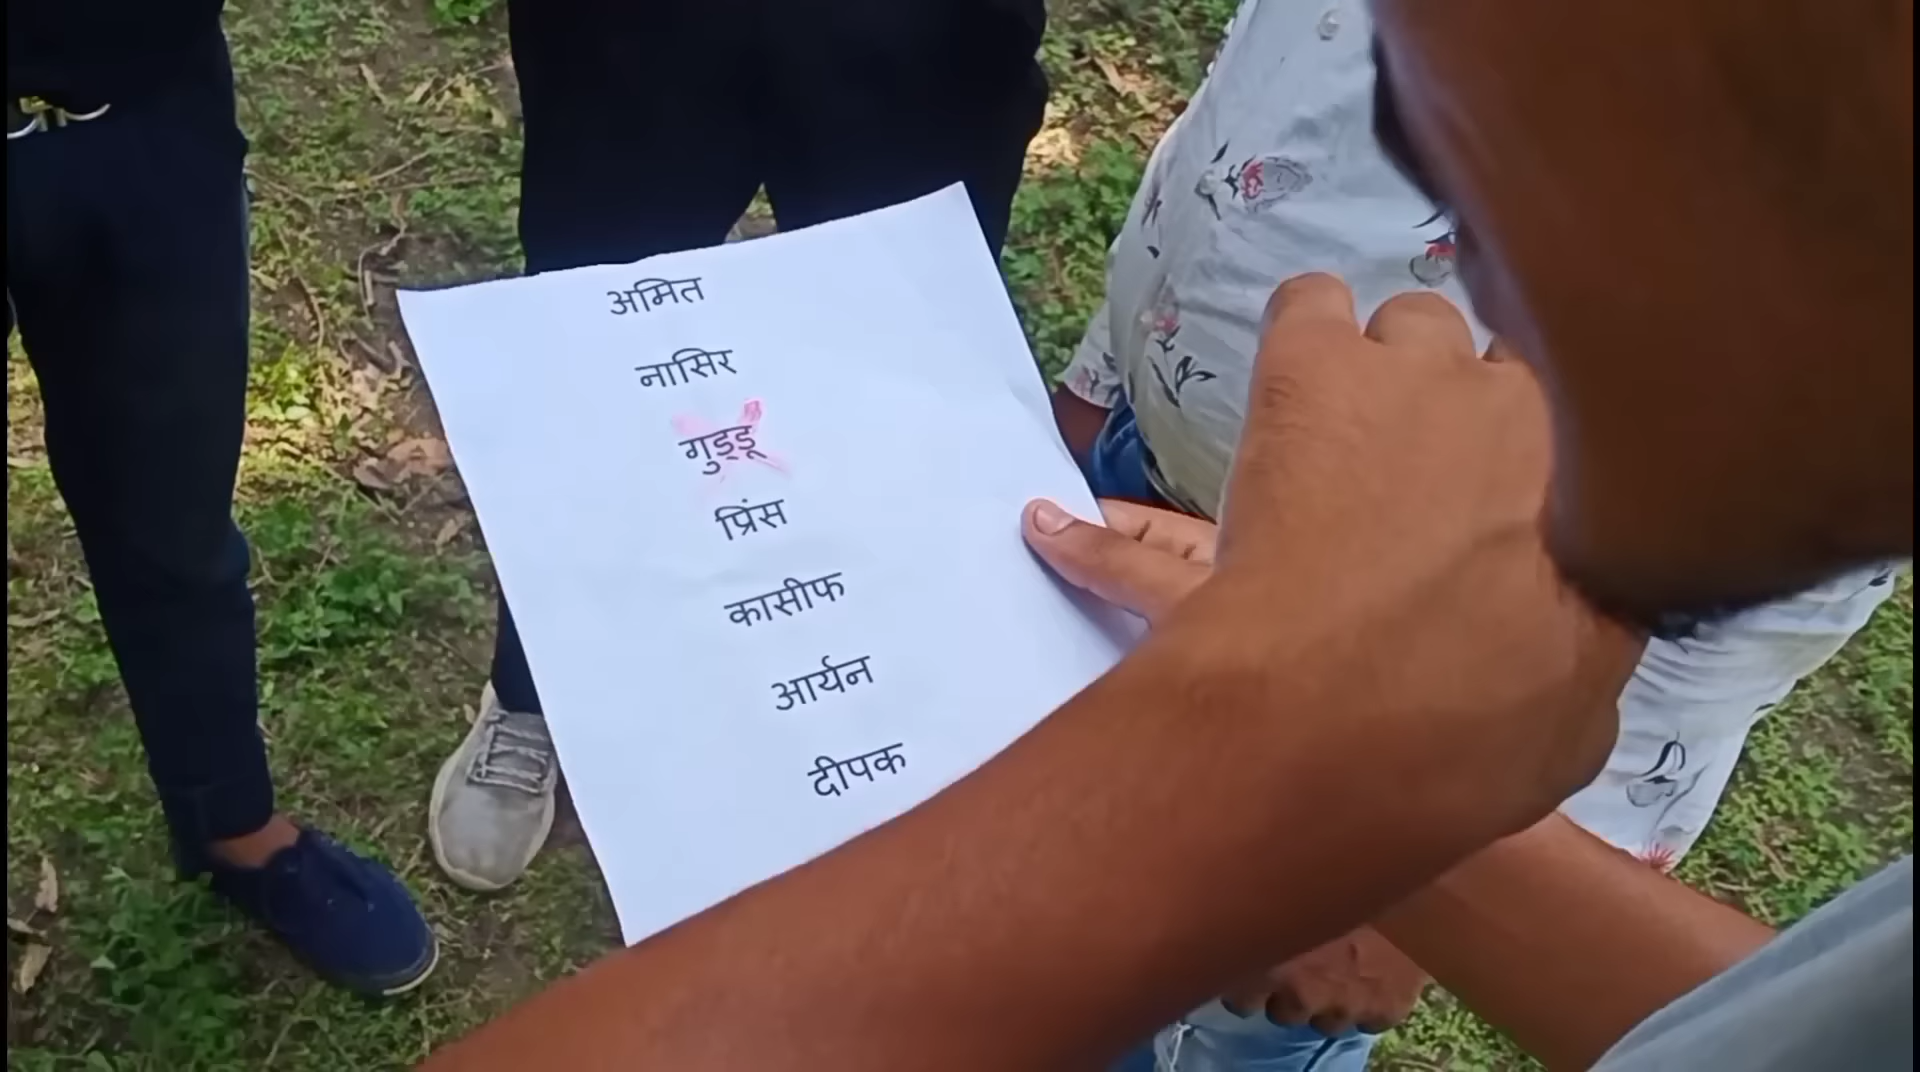 अमित
नासिर
गुड्डू
प्रिंस
कासीफ
आर्यन
दीपक